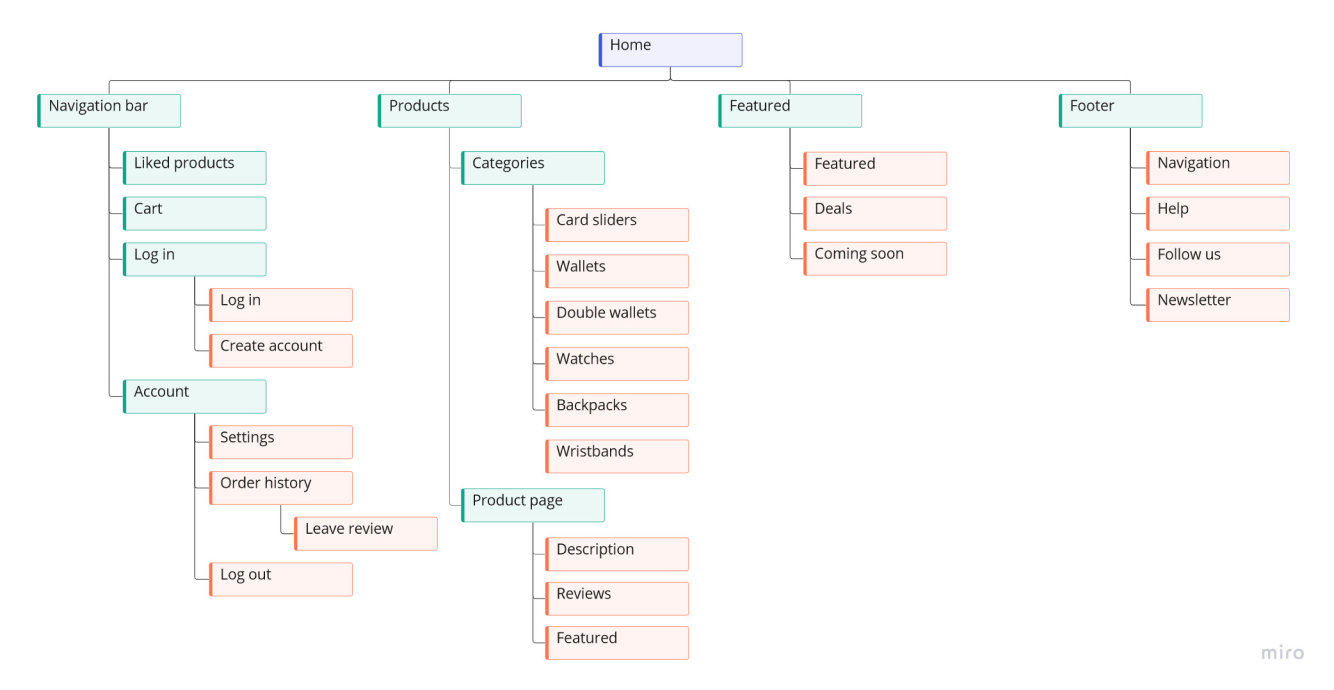 Home
Navigation bar
Liked products
Cart
Log in
Log in
Create account
Account
Settings
Order history
Leave review
Log out
Products
Categories
Card sliders
Wallets
Double wallets
Watches
Backpacks
Wristbands
Product page
Description
Reviews
Featured
Featured
Featured
Deals
Coming soon
Footer
Navigation
Help
Follow us
Newsletter
miro